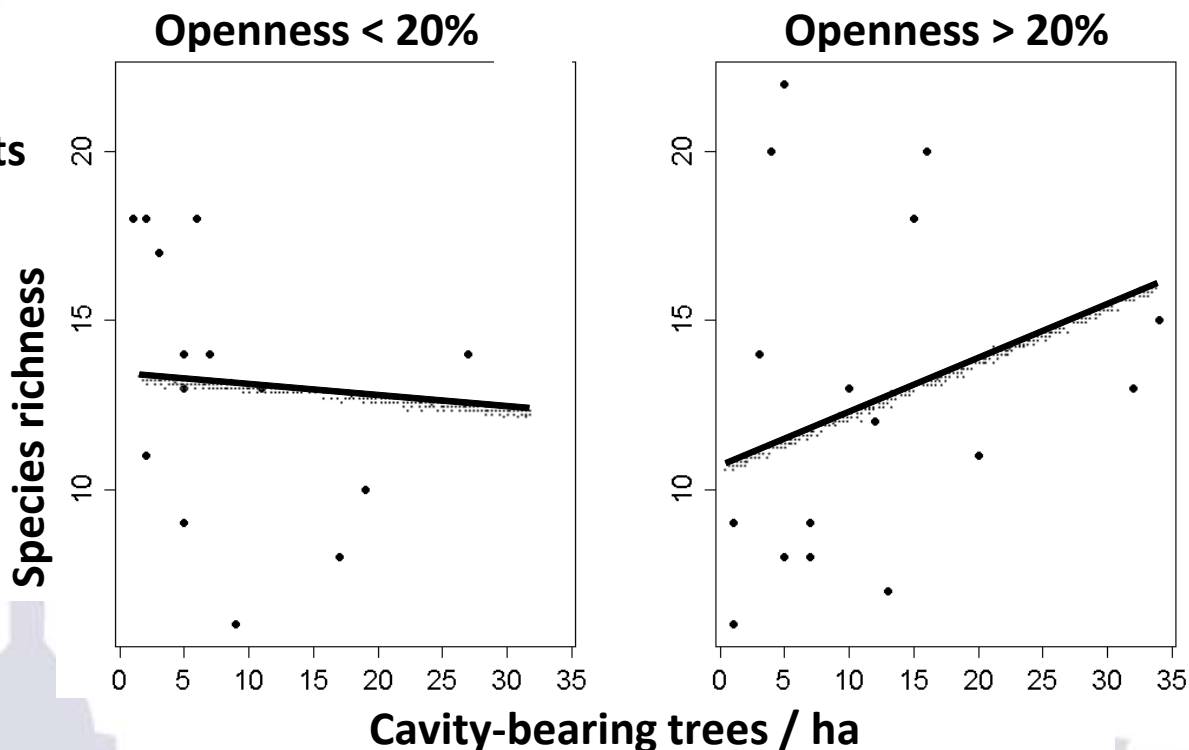 Openness < 20%
Openness > 20%
ts
Species richness
20
15
10
20
15
10
0 5 10 15 20 25 30 35
0 5 10 15 20 25 30 35
Cavity-bearing trees / ha